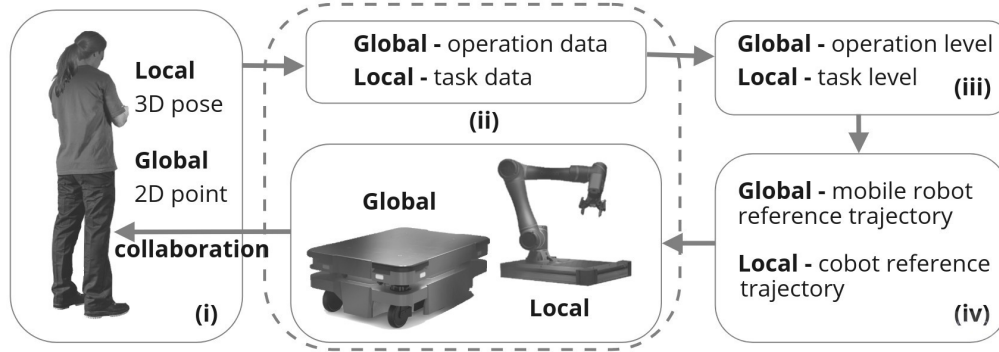 Local
3D pose
Global
2D point
(i)
collaboration
Global - operation data
Local - task data
(ii)
Global
Local
Global - operation level
Local - task level
(iii)
Global - mobile robot
reference trajectory
Local - cobot reference
trajectory
(iv)